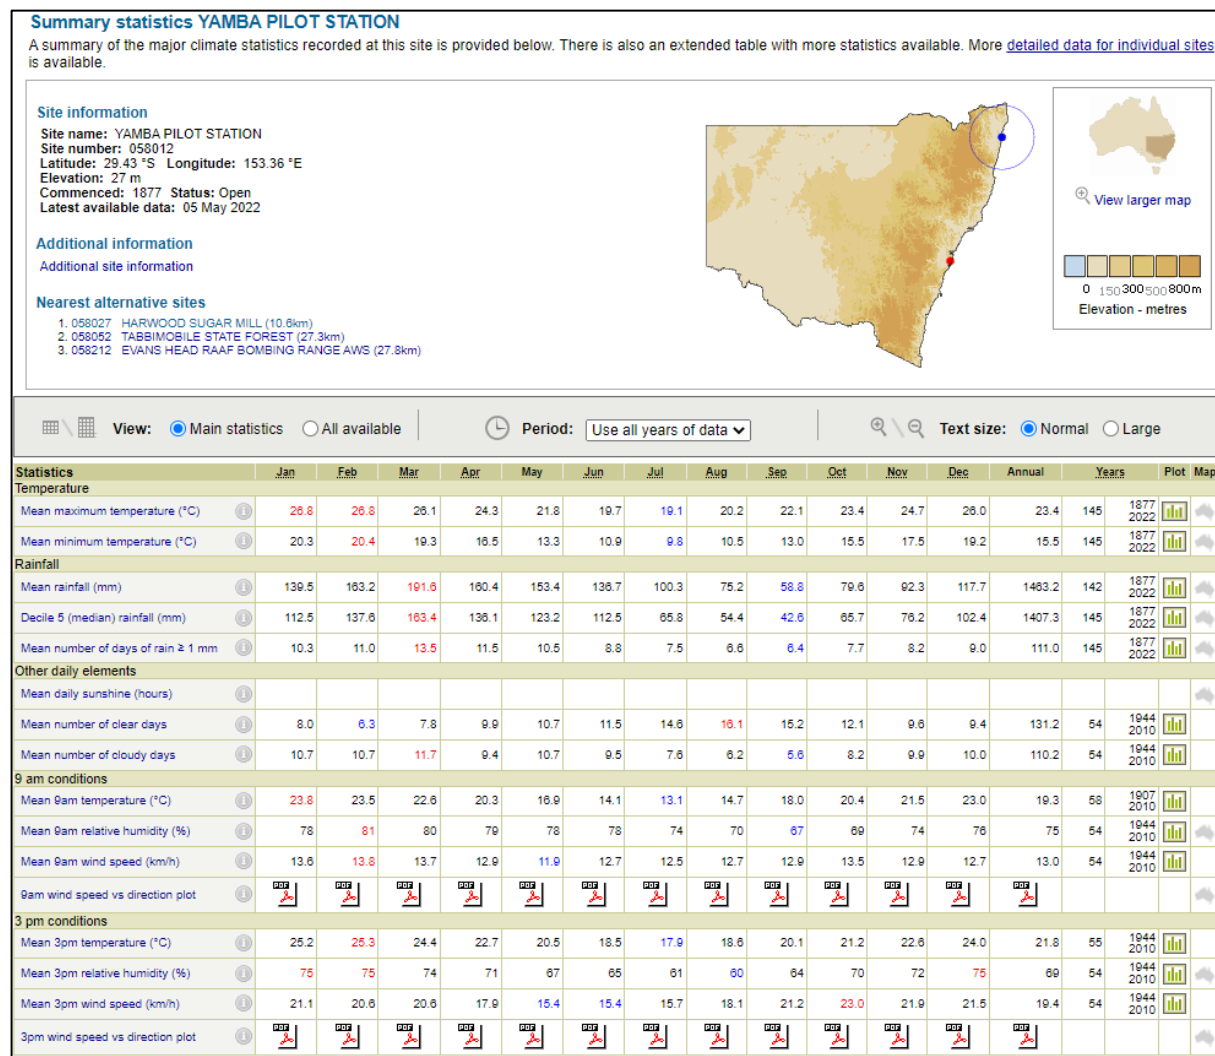 Summary statistics YAMBA PILOT STATION
A summary of the major climate statistics recorded at this site is provided below. There is also an extended table with more statistics available. More detailed data for individual sites
is available.
Site information
Site name: YAMBA PILOT STATION
Site number: 058012
Latitude: 29.43 °S Longitude: 153.36 °E
Elevation: 27 m
Commenced: 1877 Status: Open
Latest available data: 05 May 2022
Additional information
Additional site information
Nearest alternative sites
1. 058027 HARWOOD SUGAR MILL (10.6km)
2. 058052 TABBIMOBILE STATE FOREST (27.3km)
3. 058212 EVANS HEAD RAAF BOMBING RANGE AWS (27.8km)
View larger map
0 150 300 500 800m
Elevation - metres
View: Main statistics All available Period: Use all years of data Text size: Normal Large
Statistics Jan Feb Mar Apr May Jun Jul Aug Sep Oct Nov Dec Annual Years Plot Map
Temperature
Mean maximum temperature (°C) 26.8 26.8 26.1 24.3 21.8 19.7 19.1 20.2 22.1 23.4 24.7 26.0 23.4 145 1877 2022
Mean minimum temperature (°C) 20.3 20.4 19.3 16.5 13.3 10.9 9.8 10.5 13.0 15.5 17.5 19.2 15.5 145 1877 2022
Rainfall
Mean rainfall (mm) 139.5 163.2 191.6 160.4 153.4 136.7 100.3 75.2 58.8 79.6 92.3 117.7 1463.2 142 1877 2022
Decile 5 (median) rainfall (mm) 112.5 137.6 163.4 136.1 123.2 112.5 65.8 54.4 42.6 65.7 76.2 102.4 1407.3 145 1877 2022
Mean number of days of rain ≥ 1 mm 10.3 11.0 13.5 11.5 10.5 8.8 7.5 6.6 6.4 7.7 8.2 9.0 111.0 145 1877 2022
Other daily elements
Mean daily sunshine (hours)
Mean number of clear days 8.0 6.3 7.8 9.9 10.7 11.5 14.6 16.1 15.2 12.1 9.6 9.4 131.2 54 1944 2010
Mean number of cloudy days 10.7 10.7 11.7 9.4 10.7 9.5 7.6 6.2 5.6 8.2 9.9 10.0 110.2 54 1944 2010
9 am conditions
Mean 9am temperature (°C) 23.8 23.5 22.6 20.3 16.9 14.1 13.1 14.7 18.0 20.4 21.5 23.0 19.3 58 1907 2010
Mean 9am relative humidity (%) 78 81 80 79 78 78 74 70 67 69 74 76 75 54 1944 2010
Mean 9am wind speed (km/h) 13.6 13.8 13.7 12.9 11.9 12.7 12.5 12.7 12.9 13.5 12.9 12.7 13.0 54 1944 2010
9am wind speed vs direction plot PDF PDF PDF PDF PDF PDF PDF PDF PDF PDF PDF PDF PDF
3 pm conditions
Mean 3pm temperature (°C) 25.2 25.3 24.4 22.7 20.5 18.5 17.9 18.6 20.1 21.2 22.6 24.0 21.8 55 1944 2010
Mean 3pm relative humidity (%) 75 75 74 71 67 65 61 60 64 70 72 75 69 54 1944 2010
Mean 3pm wind speed (km/h) 21.1 20.6 20.6 17.9 15.4 15.4 15.7 18.1 21.2 23.0 21.9 21.5 19.4 54 1944 2010
3pm wind speed vs direction plot PDF PDF PDF PDF PDF PDF PDF PDF PDF PDF PDF PDF PDF